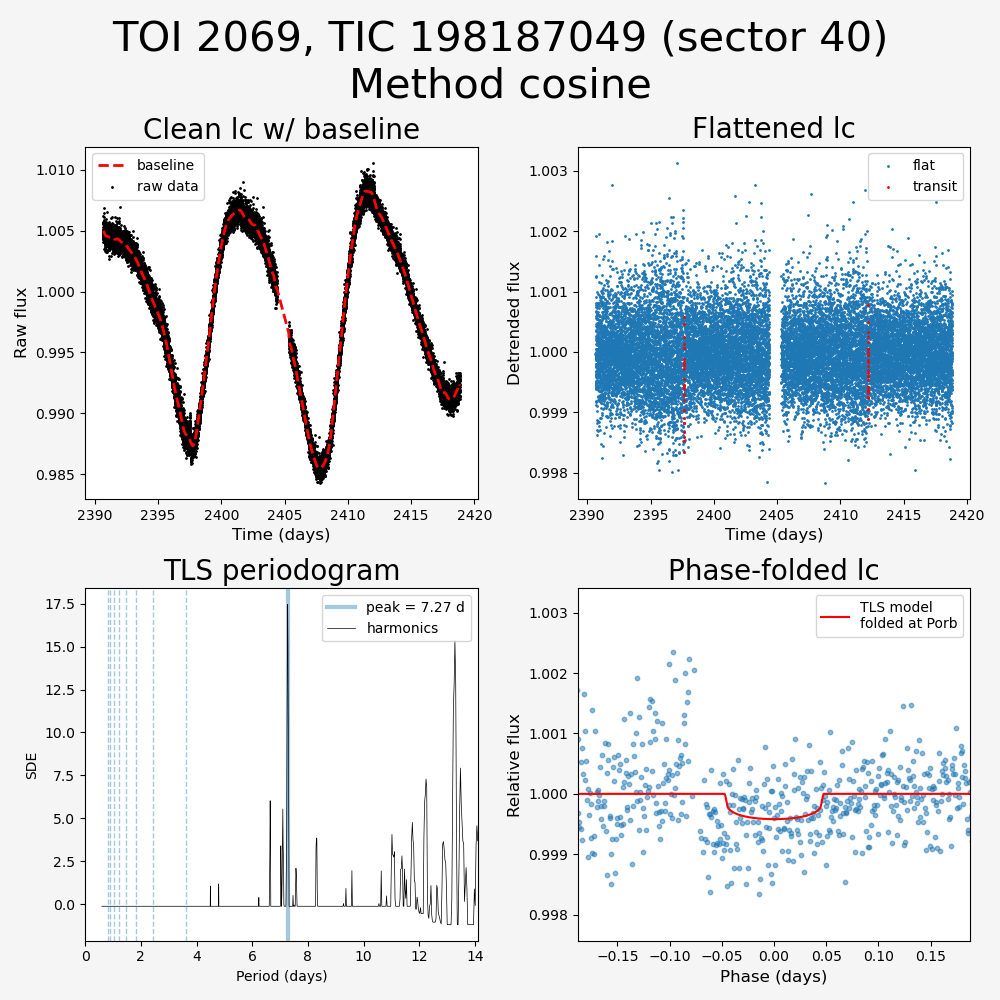 TOI 2069, TIC 198187049 (sector 40)
Method cosine
Clean lc w/ baseline
baseline
raw data
1.010
1.005
1.000
0.995
0.990
0.985
Raw flux
2390 2395 2400 2405 2410 2415 2420
Time (days)
Flattened lc
flat
transit
1.003
1.002
1.001
1.000
0.999
0.998
Detrended flux
2390 2395 2400 2405 2410 2415 2420
Time (days)
TLS periodogram
peak = 7.27 d
harmonics
17.5
15.0
12.5
10.0
7.5
5.0
2.5
0.0
SDE
0 2 4 6 8 10 12 14
Period (days)
Phase-folded lc
TLS model
folded at Porb
1.003
1.002
1.001
1.000
0.999
0.998
Relative flux
−0.15 −0.10 −0.05 0.00 0.05 0.10 0.15
Phase (days)